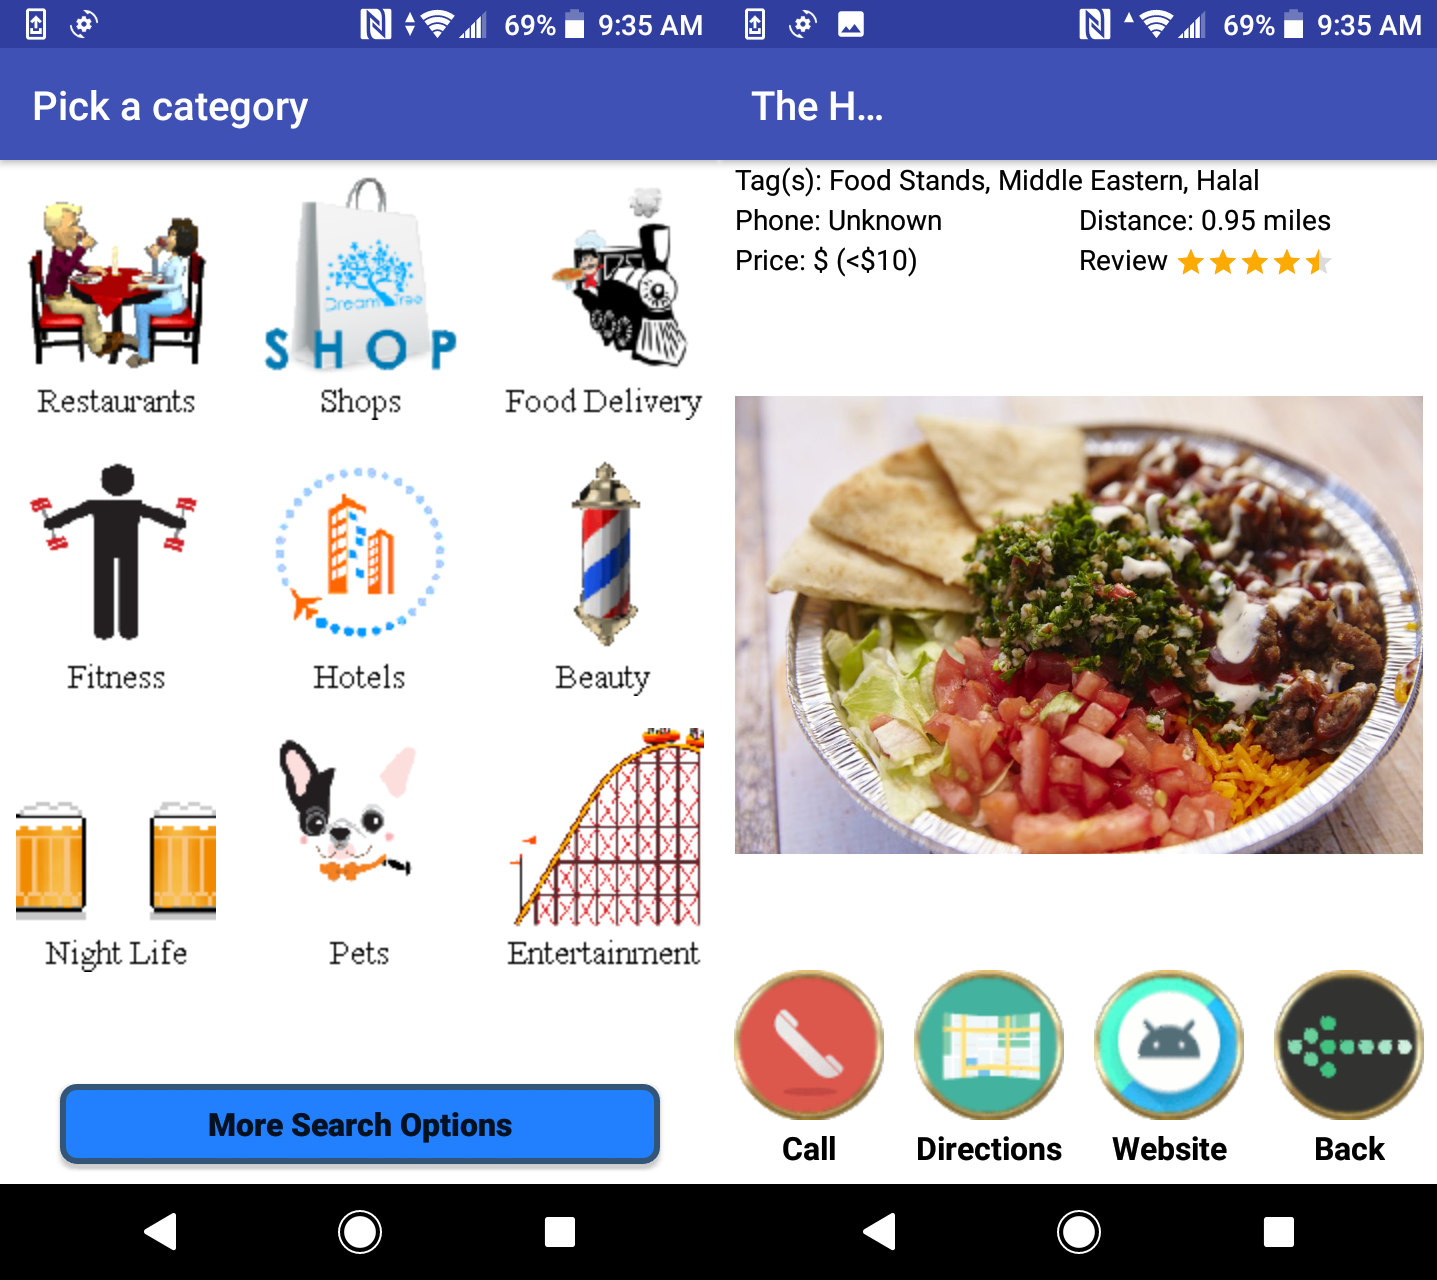 69% 9:35 AM
Pick a category
Dream Tree
SHOP
Restaurants
Shops
Food Delivery
Fitness
Hotels
Beauty
Night Life
Pets
Entertainment
More Search Options
69% 9:35 AM
The H...
Tag(s): Food Stands, Middle Eastern, Halal
Phone: Unknown
Distance: 0.95 miles
Price: $ (<$10)
Review
Call
Directions
Website
Back